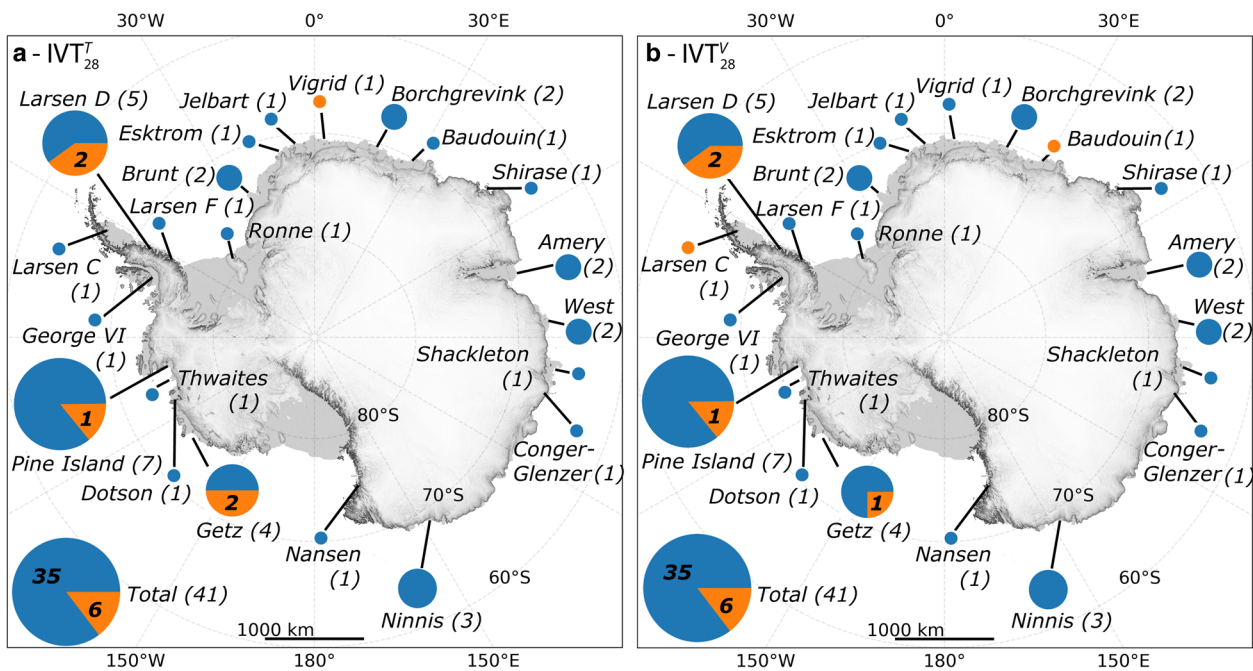 30°W 0° 30°E 30°W 0° 30°E
a - IVT T 28
Vigrid (1)
Larsen D (5)
Jelbart (1)
Borchgrevink (2)
Esktrom (1)
Baudouin(1)
2
Brunt (2)
Shirase (1)
Larsen F (1)
Ronne (1)
Amery
(2)
Larsen C
(1)
West
(2)
George VI
(1)
Shackleton
(1)
Thwaites
(1)
1
80°S
Pine Island (7)
Conger-
Glenzer(1)
Dotson (1)
2
70°S
Getz (4)
Nansen
(1)
35
6
Total (41)
60°S
Ninnis (3)
1000 km
b - IVT V 28
Vigrid (1)
Larsen D (5)
Jelbart (1)
Borchgrevink (2)
Esktrom (1)
Baudouin(1)
2
Brunt (2)
Shirase (1)
Larsen F (1)
Ronne (1)
Amery
(2)
Larsen C
(1)
West
(2)
George VI
(1)
Shackleton
(1)
Thwaites
(1)
1
80°S
Pine Island (7)
Conger-
Glenzer(1)
Dotson (1)
1
70°S
Getz (4)
Nansen
(1)
35
6
Total (41)
60°S
Ninnis (3)
1000 km
150°W 180° 150°E 150°W 180° 150°E